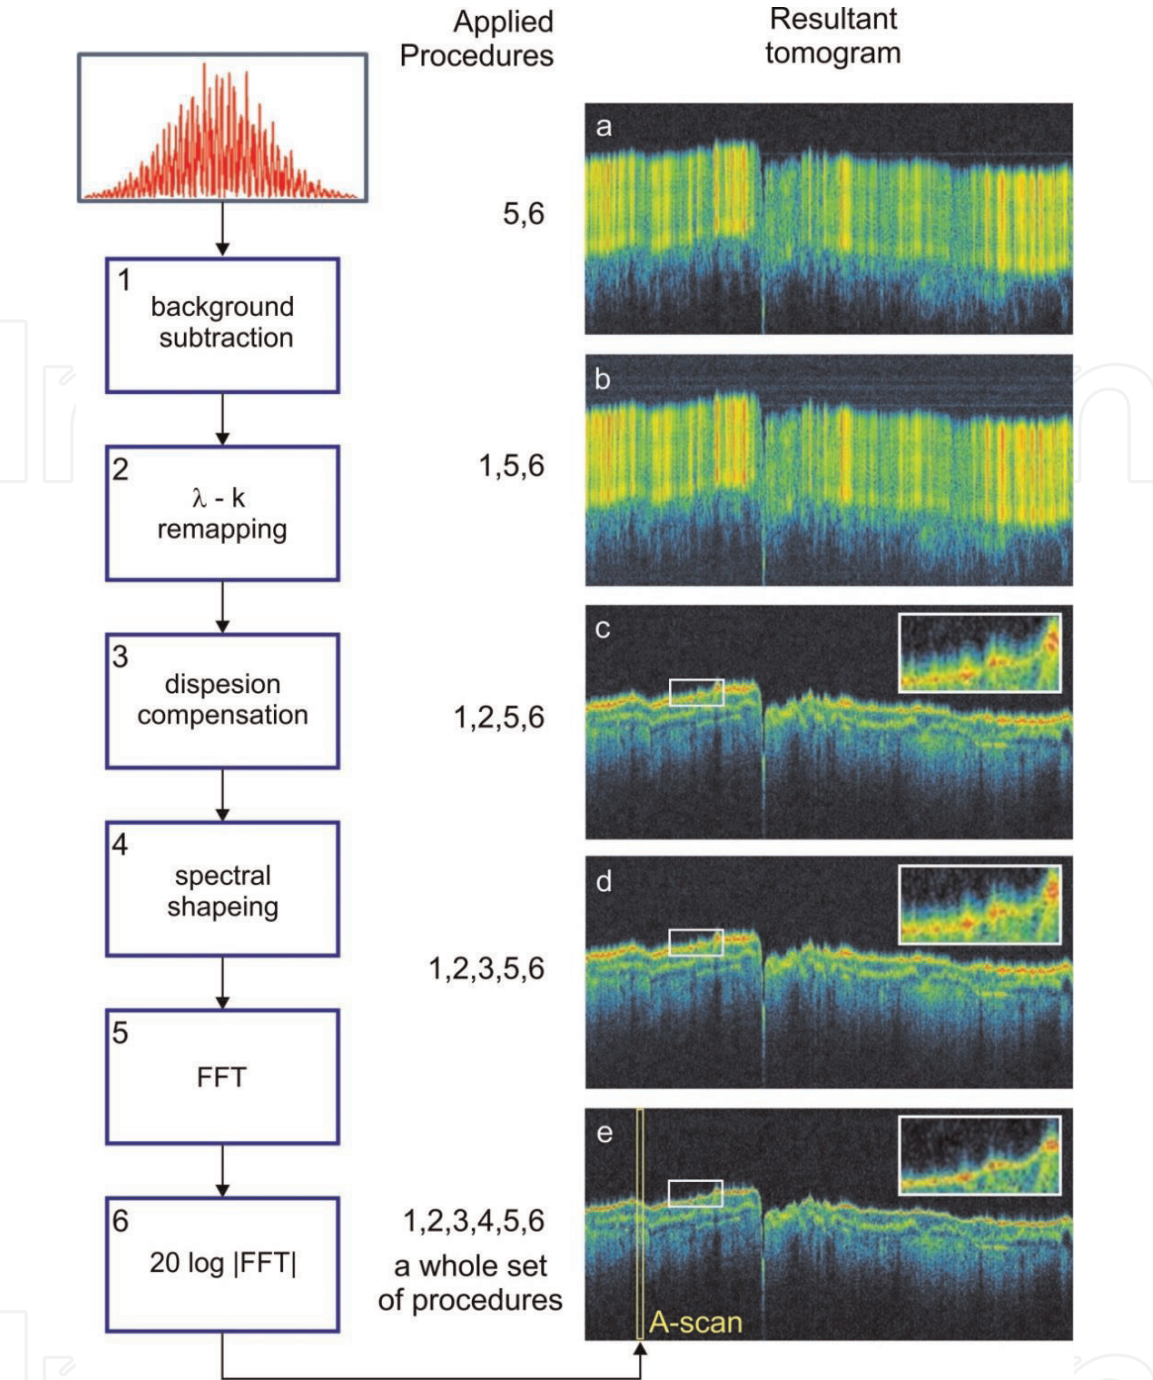 Applied
Procedures
Resultant
tomogram
1
background
subtraction
2
λ - k
remapping
3
dispesion
compensation
4
spectral
shapeing
5
FFT
6
20 log |FFT|
5,6
a
1,5,6
b
1,2,5,6
c
1,2,3,5,6
d
1,2,3,4,5,6
a whole set
of procedures
e
A-scan